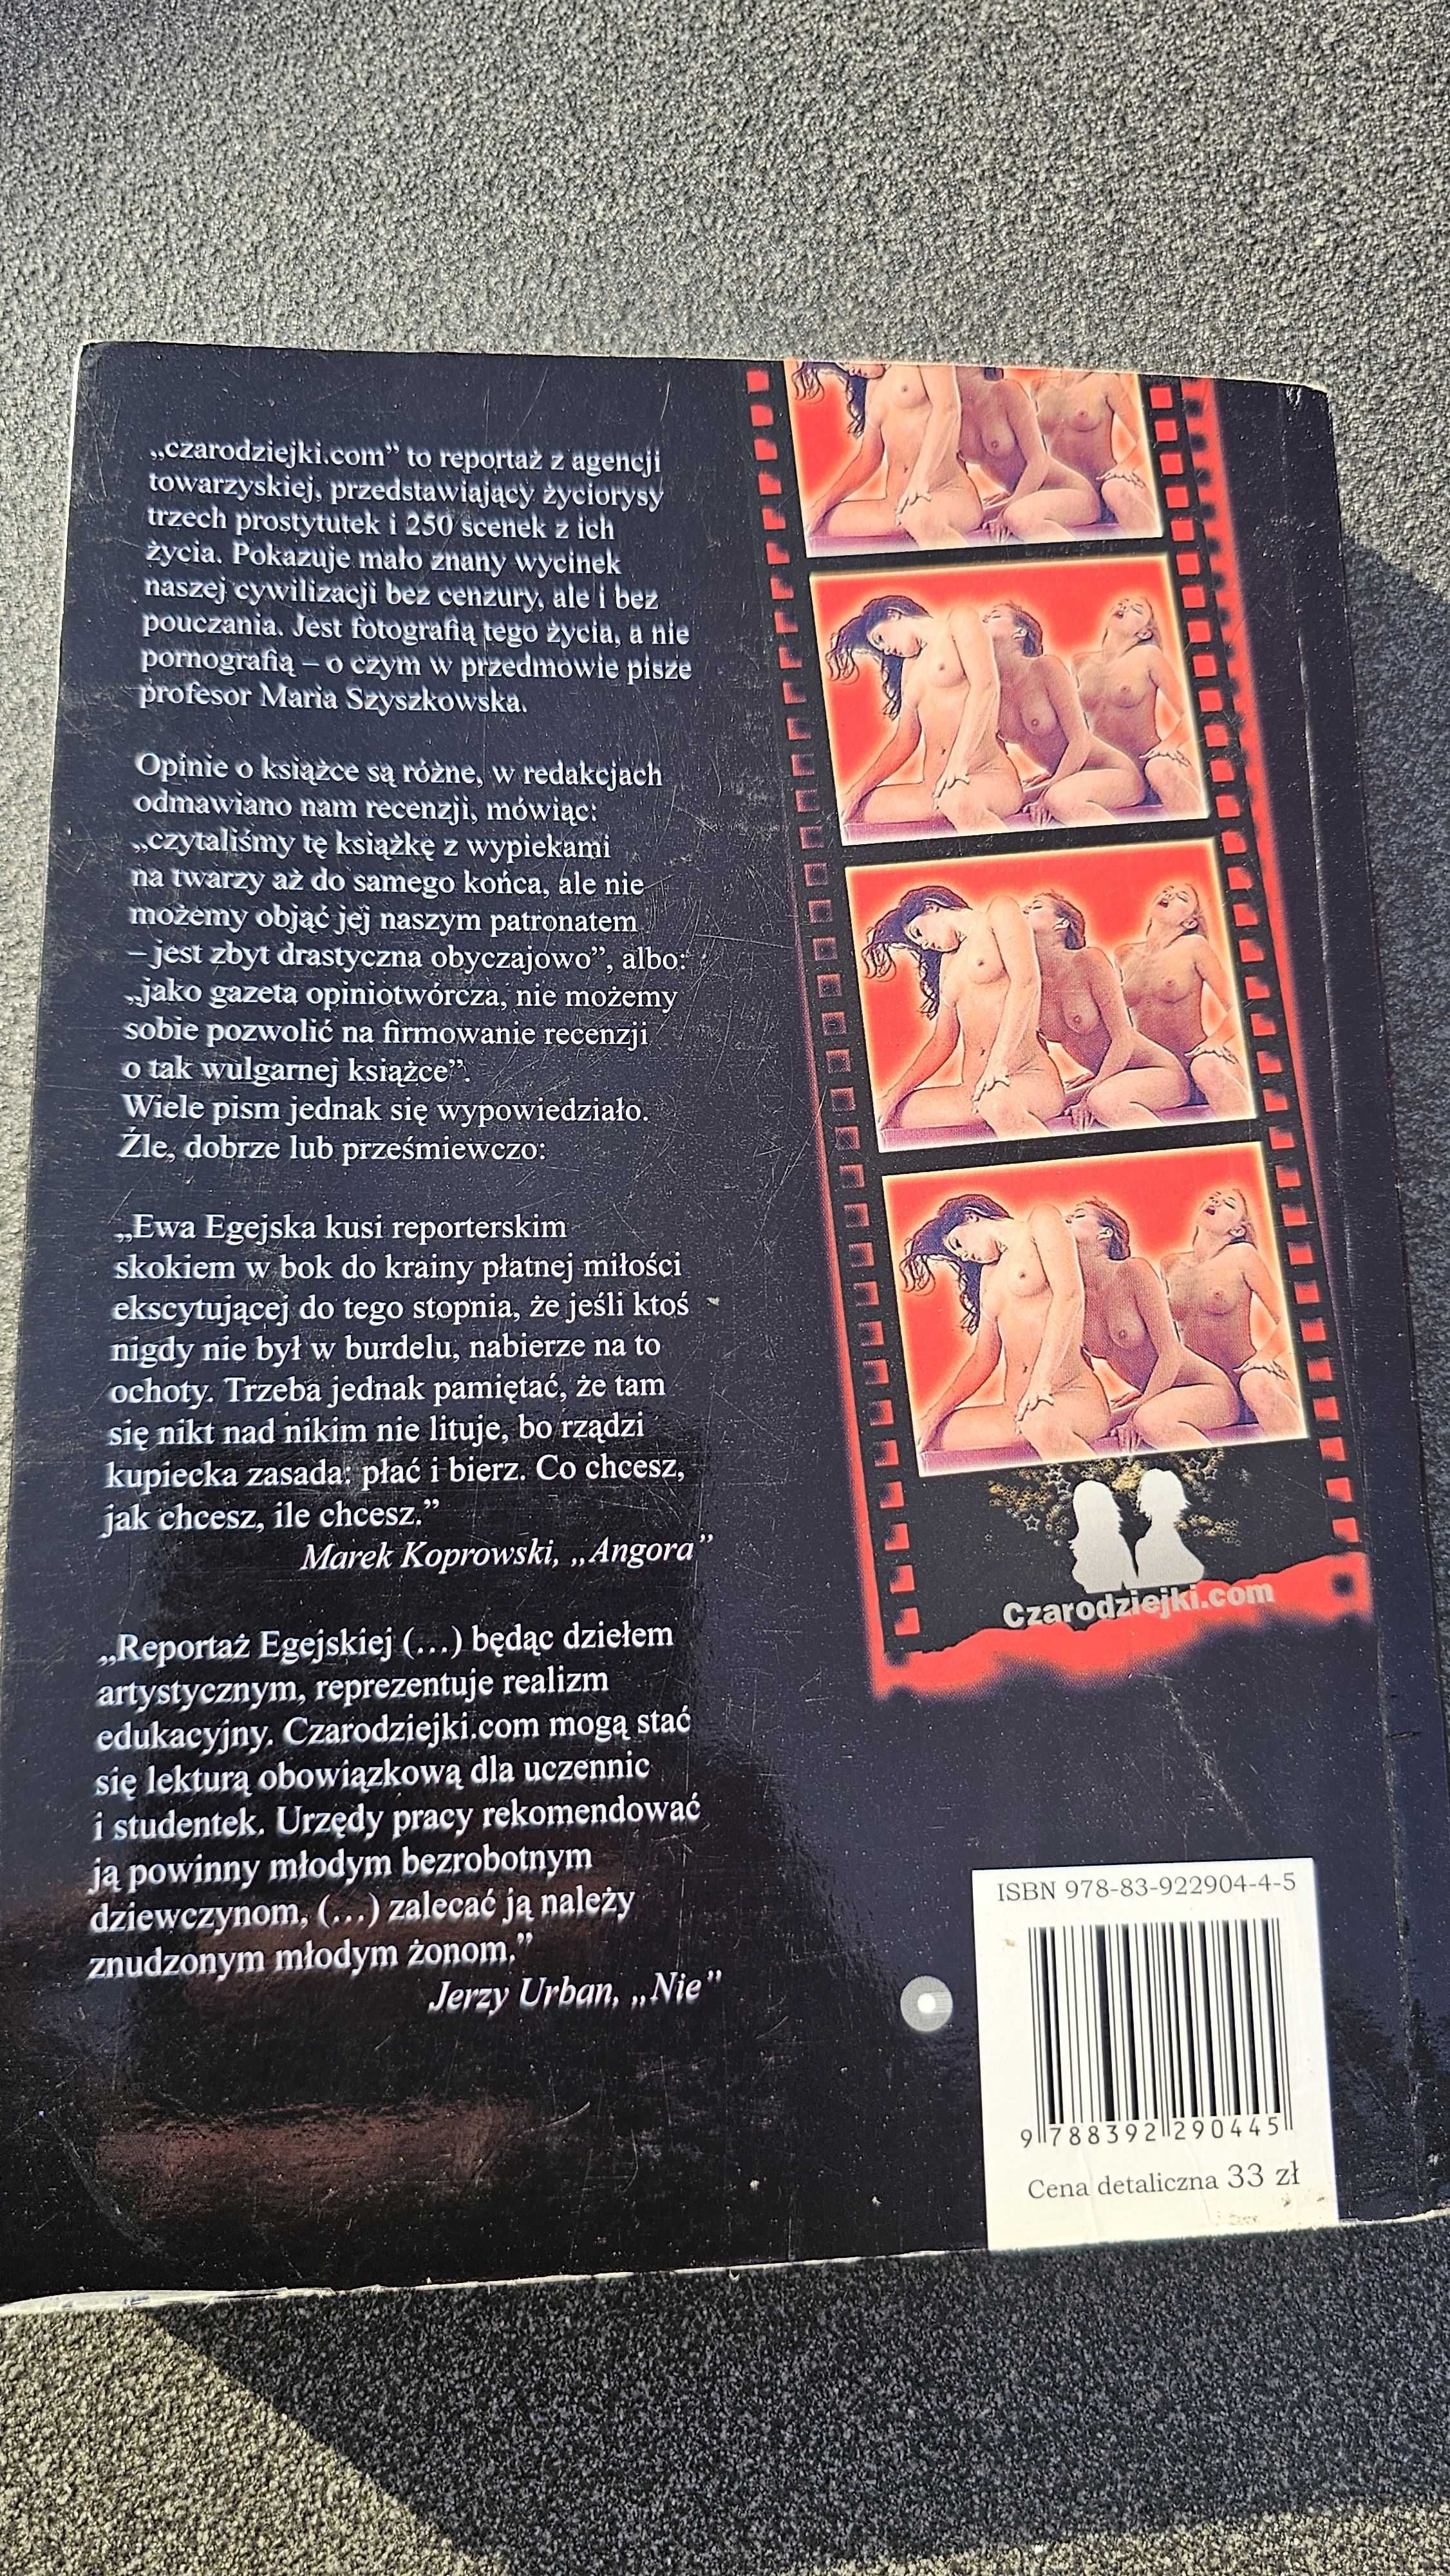 „czarodziejki.com” to reportaż z agencji
towarzyskiej, przedstawiający życiorysy
trzech prostytutek i 250 scenek z ich
życia. Pokazuje mało znany wycinek
naszej cywilizacji bez cenzury, ale i bez
pouczania. Jest fotografią tego życia, a nie
pornografią – o czym w przedmowie pisze
profesor Maria Szyszkowska.
Opinie o książce są różne, w redakcjach
odmawiano nam recenzji, mówiąc:
„czytaliśmy tę książkę z wypiekami
na twarzy aż do samego końca, ale nie
możemy objąć jej naszym patronatem
– jest zbyt drastyczna obyczajowo”, albo:
„jako gazeta opiniotwórcza, nie możemy
sobie pozwolić na firmowanie recenzji
o tak wulgarnej książce”.
Wiele pism jednak się wypowiedziało.
Źle, dobrze lub prześmiewczo:
„Ewa Egejska kusi reporterskim
skokiem w bok do krainy płatnej miłości
ekscytującej do tego stopnia, że jeśli ktoś
nigdy nie był w burdelu, nabierze na to
ochoty. Trzeba jednak pamiętać, że tam
się nikt nad nikim nie lituje, bo rządzi
kupiecka zasada: płać i bierz. Co chcesz,
jak chcesz, ile chcesz.”
Marek Koprowski, „Angora”
„Reportaż Egejskiej (…) będąc dziełem
artystycznym, reprezentuje realizm
edukacyjny. Czarodziejki.com mogą stać
się lekturą obowiązkową dla uczennic
i studentek. Urzędy pracy rekomendować
ją powinny młodym bezrobotnym
dziewczynom, (…) zalecać ją należy
znudzonym młodym żonom.”
Jerzy Urban, „Nie”
Czarodziejki.com
ISBN 978-83-922904-4-5
9 788392 290445
Cena detaliczna 33 zł